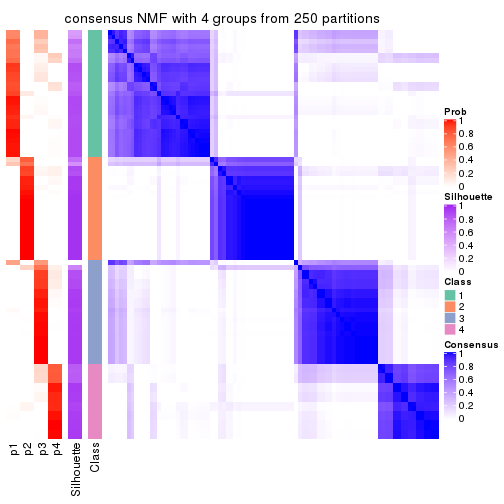 consensus NMF with 4 groups from 250 partitions
Prob
1
0.8
0.6
0.4
0.2
0
Silhouette
1
0.8
0.6
0.4
0.2
0
Class
1
2
3
4
Consensus
1
0.8
0.6
0.4
0.2
0
p1
p2
p3
p4
Silhouette
Class